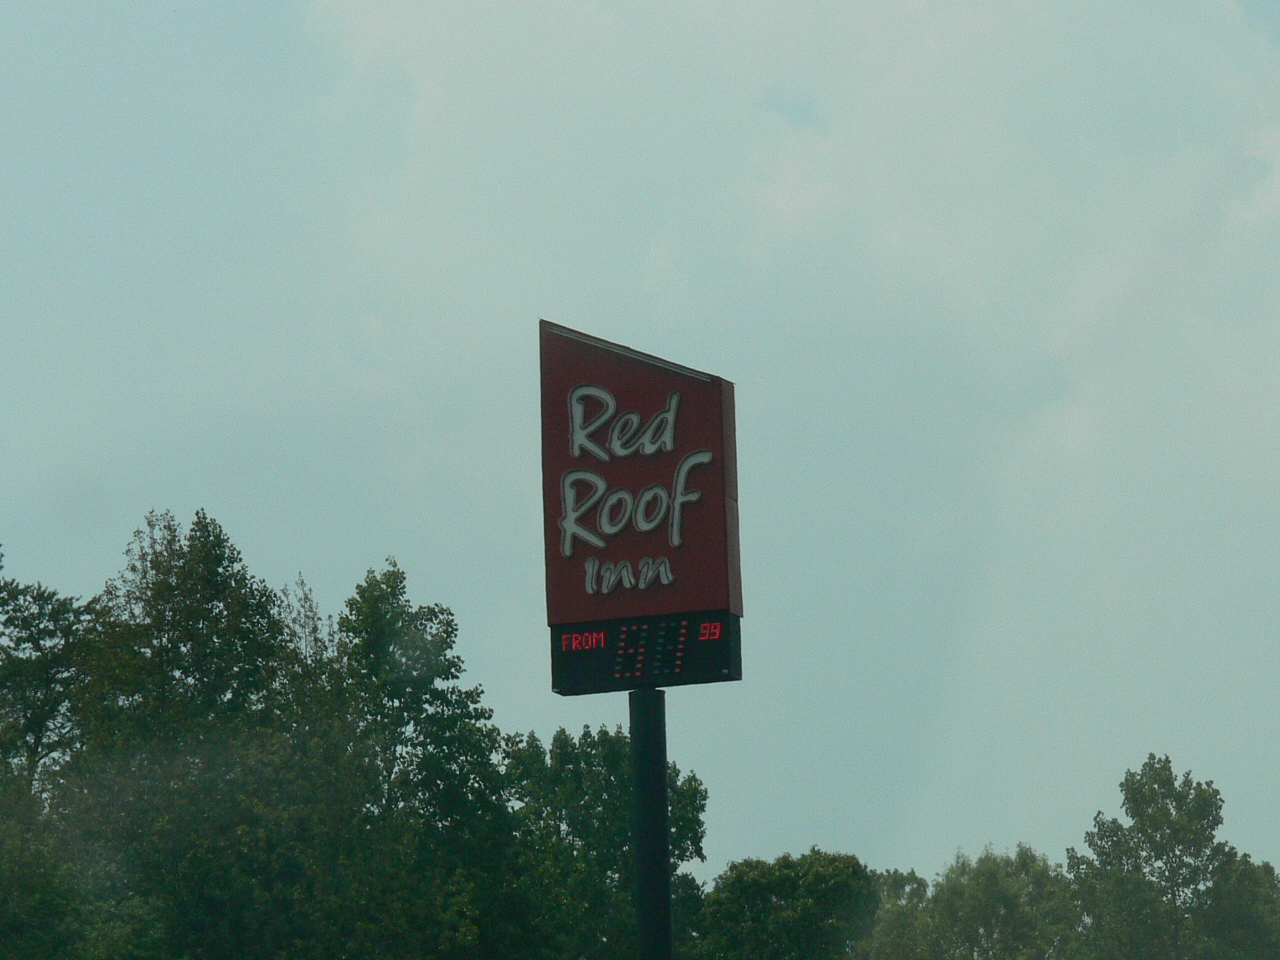 Red
Roof
Inn
FROM 99